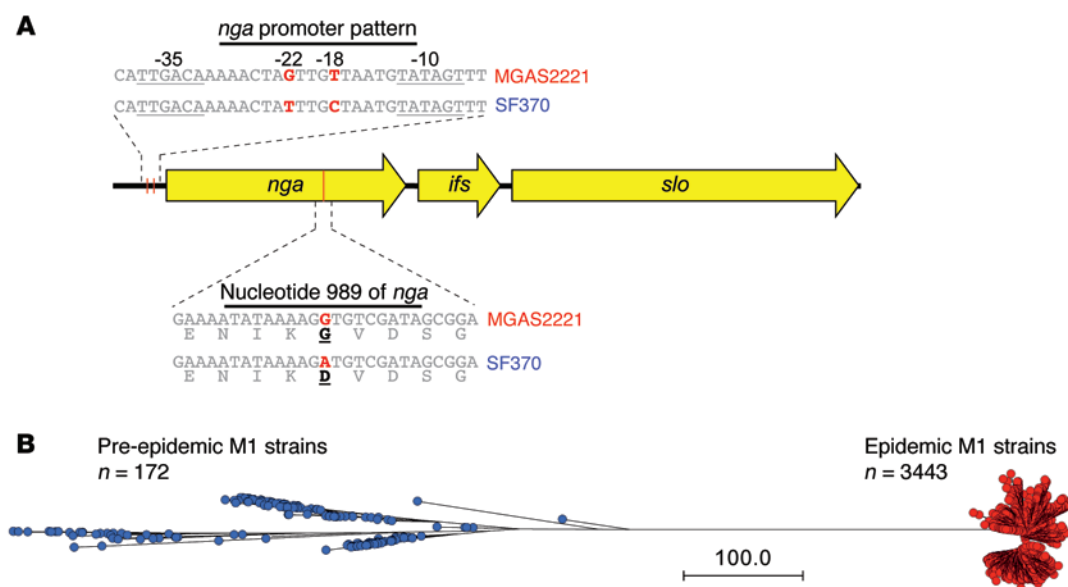 A
nga promoter pattern
-35 -22 -18 -10
CATTGACAAAAACTAGTTGTTAATGTATAGTTT MGAS2221
CATTGACAAAAACTATTTGCTAATGTATAGTTT SF370
nga ifs slo
Nucleotide 989 of nga
GAAAATATAAAAGGTGTCGATAGCGGA MGAS2221
E N I K G V D S G
GAAAATATAAAAGATGTCGATAGCGGA SF370
E N I K D V D S G
B
Pre-epidemic M1 strains
n = 172
Epidemic M1 strains
n = 3443
100.0